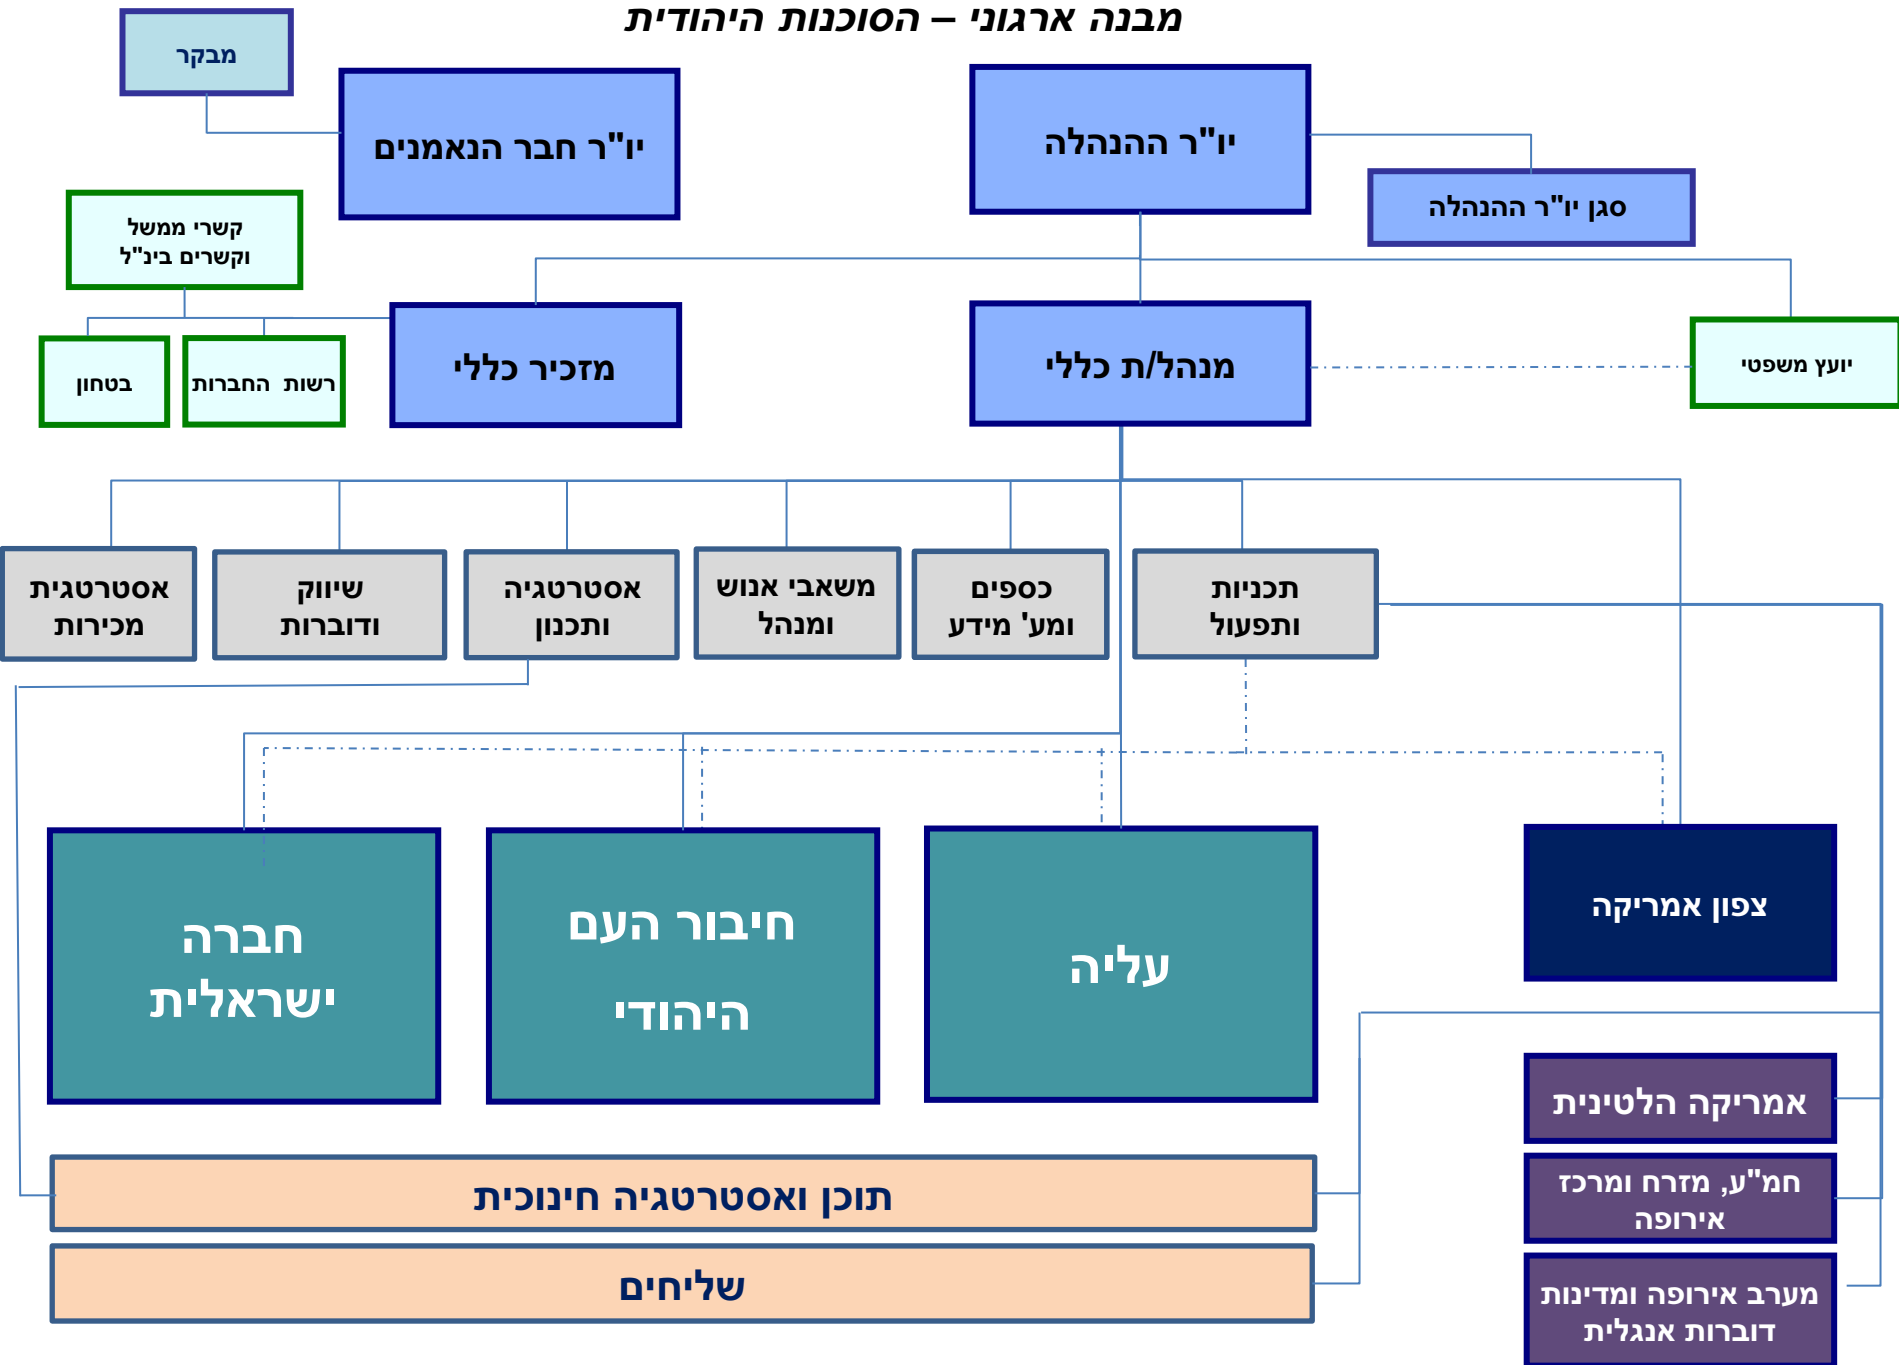 מבנה ארגוני – הסוכנות היהודית
מבקר
יו"ר חבר הנאמנים
יו"ר ההנהלה
סגן יו"ר ההנהלה
קשרי ממשל
וקשרים בינ"ל
בטחון
רשות החברות
מזכיר כללי
מנהל/ת כללי
יועץ משפטי
תכניות
ותפעול
כספים
ומע' מידע
משאבי אנוש
ומנהל
אסטרטגיה
ותכנון
שיווק
ודוברות
אסטרטגית
מכירות
צפון אמריקה
עליה
חיבור העם
היהודי
חברה
ישראלית
אמריקה הלטינית
חמ"ע, מזרח ומרכז
אירופה
מערב אירופה ומדינות
דוברות אנגלית
תוכן ואסטרטגיה חינוכית
שליחים